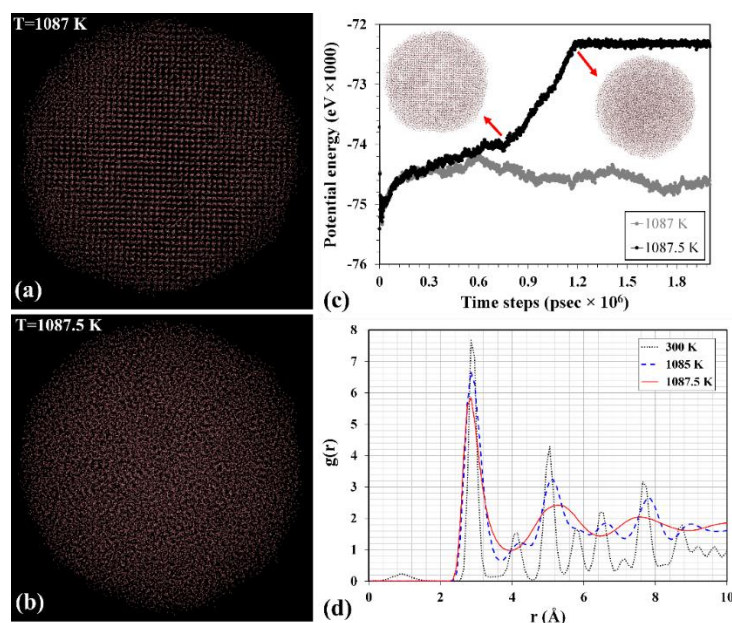 T=1087 K
(a)
T=1087.5 K
(b)
Potential energy (eV ×1000)
-72
-73
-74
-75
-76
0
0.3
0.6
0.9
1.2
1.5
1.8
Time steps (psec × 10⁶)
1087 K
1087.5 K
(c)
g(r)
8
7
6
5
4
3
2
1
0
0
2
4
6
8
10
r (Å)
300 K
1085 K
1087.5 K
(d)